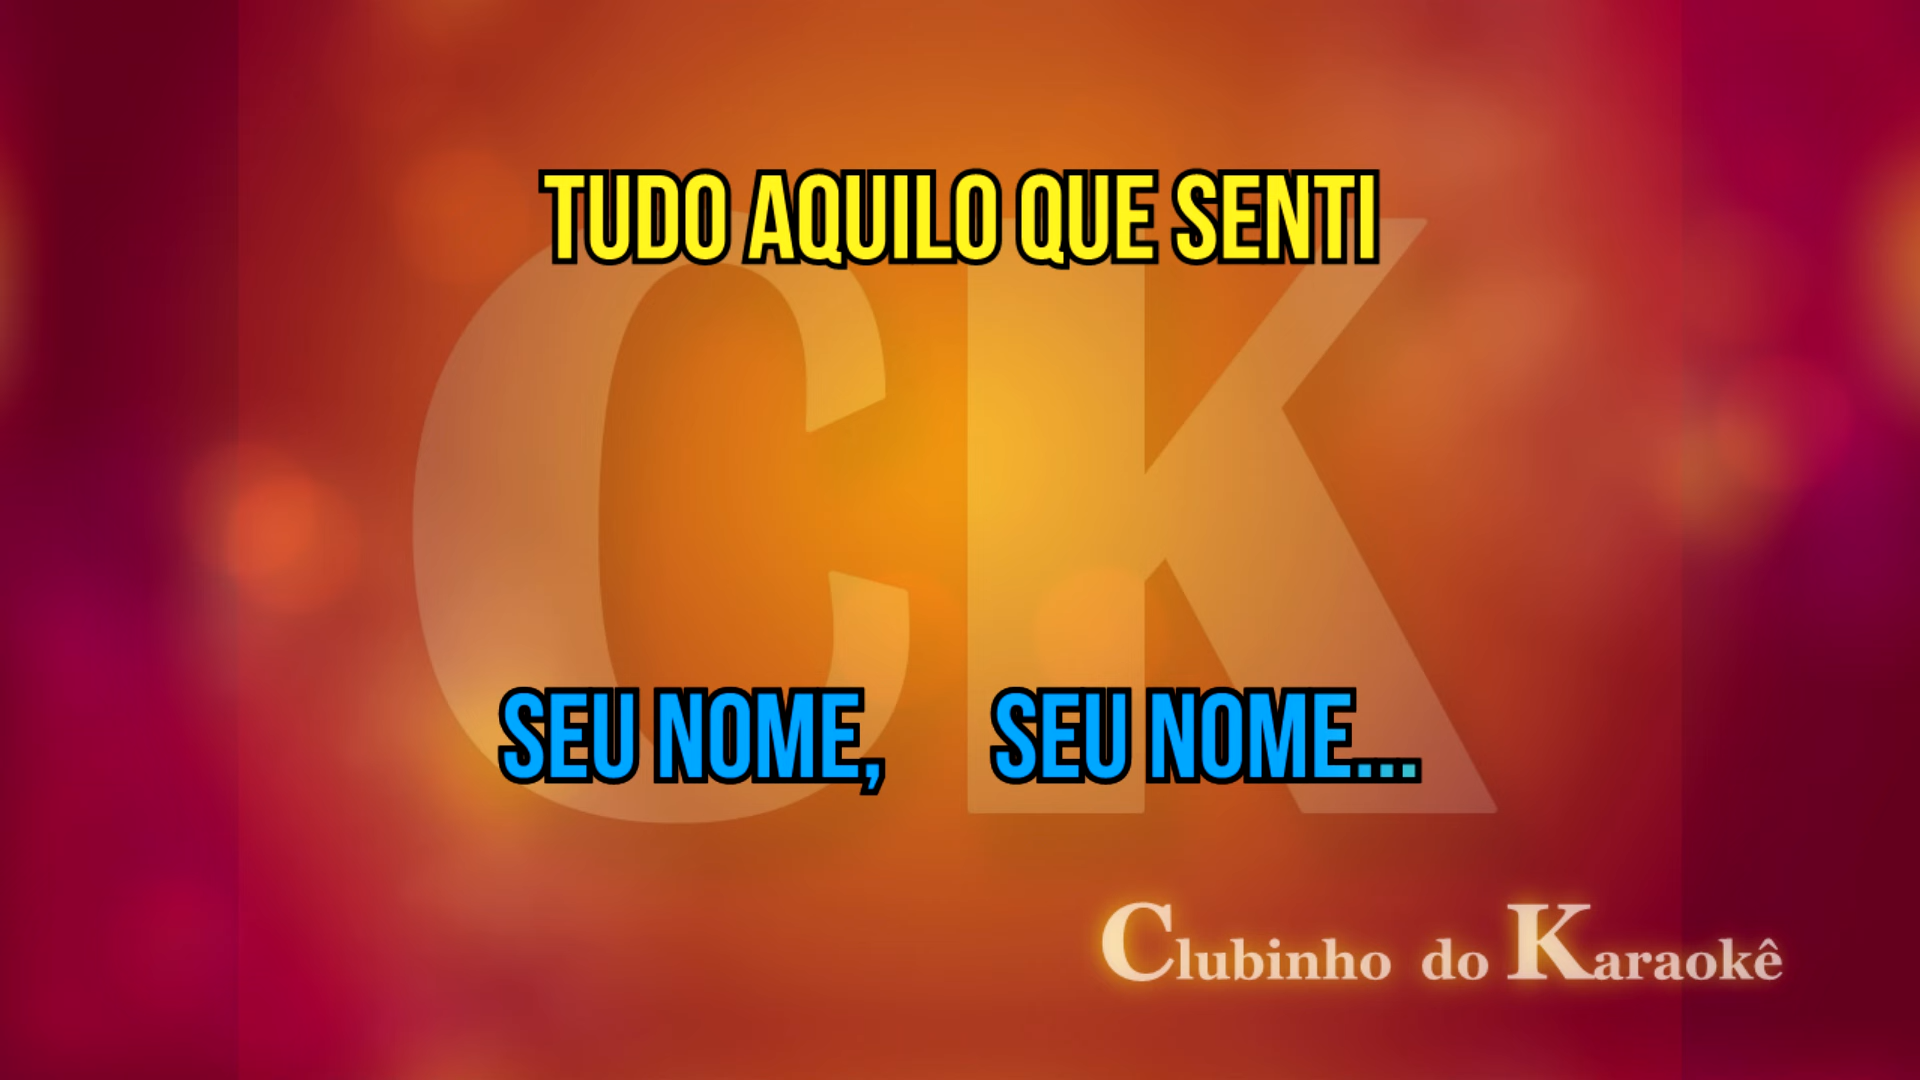 TUDO AQUILO QUE SENTI
CK
SEU NOME, SEU NOME...
Clubinho do Karaokê